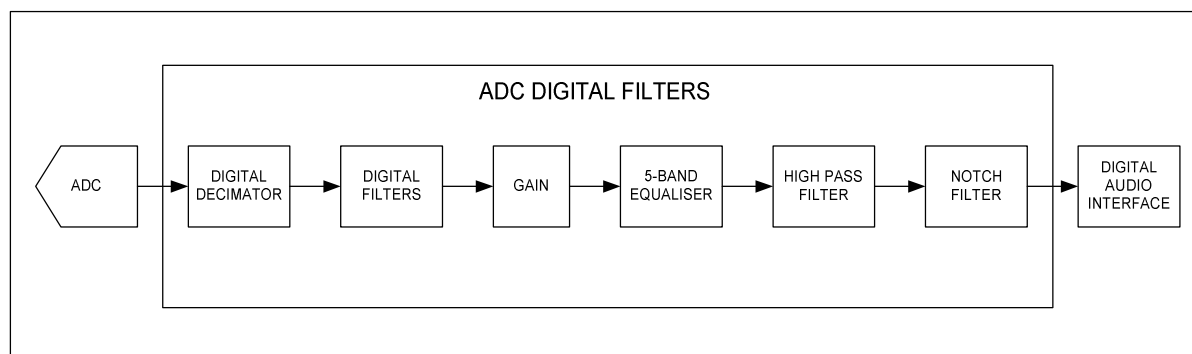 ADC DIGITAL FILTERS
ADC
DIGITAL
DECIMATOR
DIGITAL
FILTERS
GAIN
5-BAND
EQUALISER
HIGH PASS
FILTER
NOTCH
FILTER
DIGITAL
AUDIO
INTERFACE